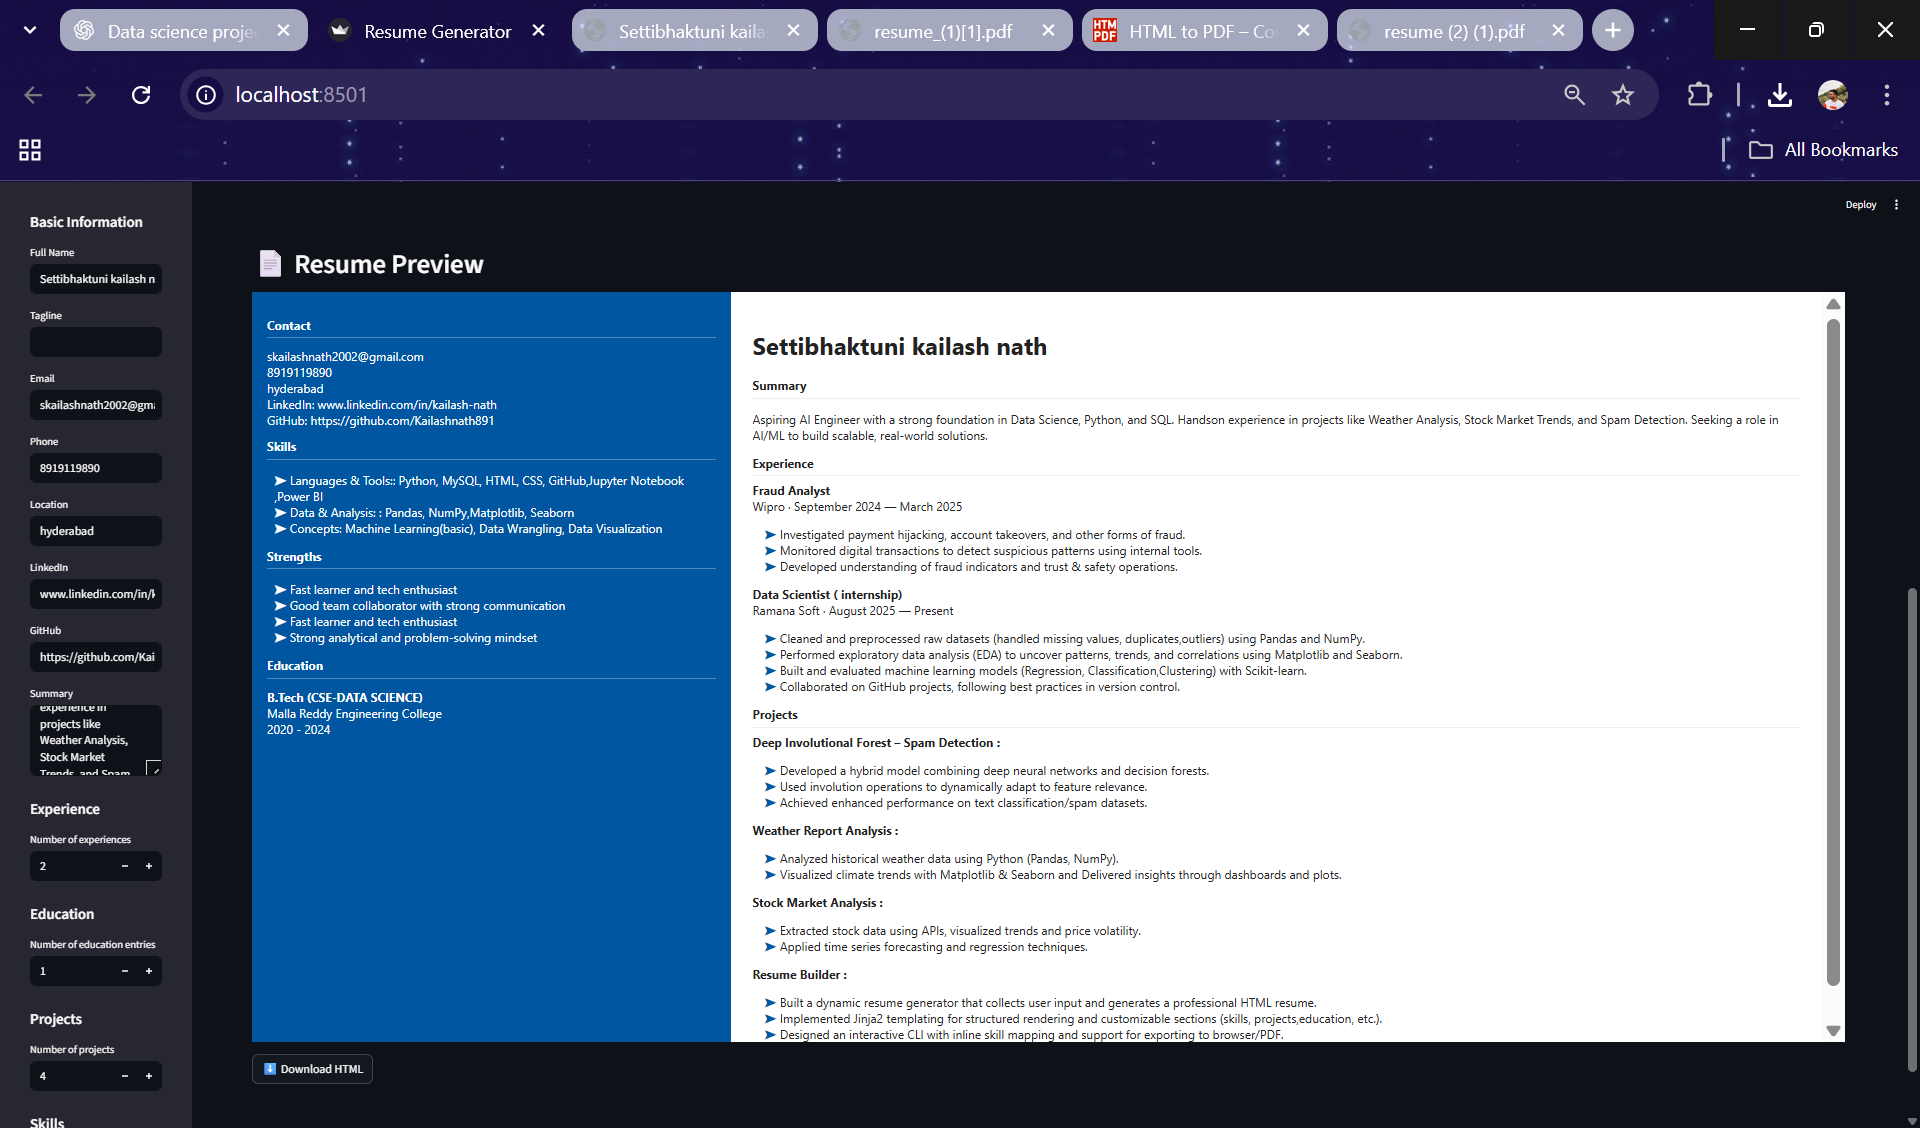 Data science proje
Resume Generator
Settibhaktuni kaila
resume_(1)[1].pdf
HTML to PDF – Co
resume (2) (1).pdf
localhost:8501
All Bookmarks
Deploy
Basic Information
Full Name
Settibhaktuni kailash n
Tagline
Email
skailashnath2002@gm
Phone
8919119890
Location
hyderabad
LinkedIn
www.linkedin.com/in/k
GitHub
https://github.com/Kai
Summary
experience in
projects like
Weather Analysis,
Stock Market
Trends, and Spam
Experience
Number of experiences
2
Education
Number of education entries
1
Projects
Number of projects
4
Skills
Resume Preview
Contact
skailashnath2002@gmail.com
8919119890
hyderabad
LinkedIn: www.linkedin.com/in/kailash-nath
GitHub: https://github.com/Kailashnath891
Skills
➤ Languages & Tools:: Python, MySQL, HTML, CSS, GitHub,Jupyter Notebook
,Power BI
➤ Data & Analysis: : Pandas, NumPy,Matplotlib, Seaborn
➤ Concepts: Machine Learning(basic), Data Wrangling, Data Visualization
Strengths
➤ Fast learner and tech enthusiast
➤ Good team collaborator with strong communication
➤ Fast learner and tech enthusiast
➤ Strong analytical and problem-solving mindset
Education
B.Tech (CSE-DATA SCIENCE)
Malla Reddy Engineering College
2020 - 2024
Settibhaktuni kailash nath
Summary
Aspiring AI Engineer with a strong foundation in Data Science, Python, and SQL. Handson experience in projects like Weather Analysis, Stock Market Trends, and Spam Detection. Seeking a role in
AI/ML to build scalable, real-world solutions.
Experience
Fraud Analyst
Wipro · September 2024 — March 2025
➤ Investigated payment hijacking, account takeovers, and other forms of fraud.
➤ Monitored digital transactions to detect suspicious patterns using internal tools.
➤ Developed understanding of fraud indicators and trust & safety operations.
Data Scientist ( internship)
Ramana Soft · August 2025 — Present
➤ Cleaned and preprocessed raw datasets (handled missing values, duplicates,outliers) using Pandas and NumPy.
➤ Performed exploratory data analysis (EDA) to uncover patterns, trends, and correlations using Matplotlib and Seaborn.
➤ Built and evaluated machine learning models (Regression, Classification,Clustering) with Scikit-learn.
➤ Collaborated on GitHub projects, following best practices in version control.
Projects
Deep Involutional Forest – Spam Detection :
➤ Developed a hybrid model combining deep neural networks and decision forests.
➤ Used involution operations to dynamically adapt to feature relevance.
➤ Achieved enhanced performance on text classification/spam datasets.
Weather Report Analysis :
➤ Analyzed historical weather data using Python (Pandas, NumPy).
➤ Visualized climate trends with Matplotlib & Seaborn and Delivered insights through dashboards and plots.
Stock Market Analysis :
➤ Extracted stock data using APIs, visualized trends and price volatility.
➤ Applied time series forecasting and regression techniques.
Resume Builder :
➤ Built a dynamic resume generator that collects user input and generates a professional HTML resume.
➤ Implemented Jinja2 templating for structured rendering and customizable sections (skills, projects,education, etc.).
➤ Designed an interactive CLI with inline skill mapping and support for exporting to browser/PDF.
Download HTML